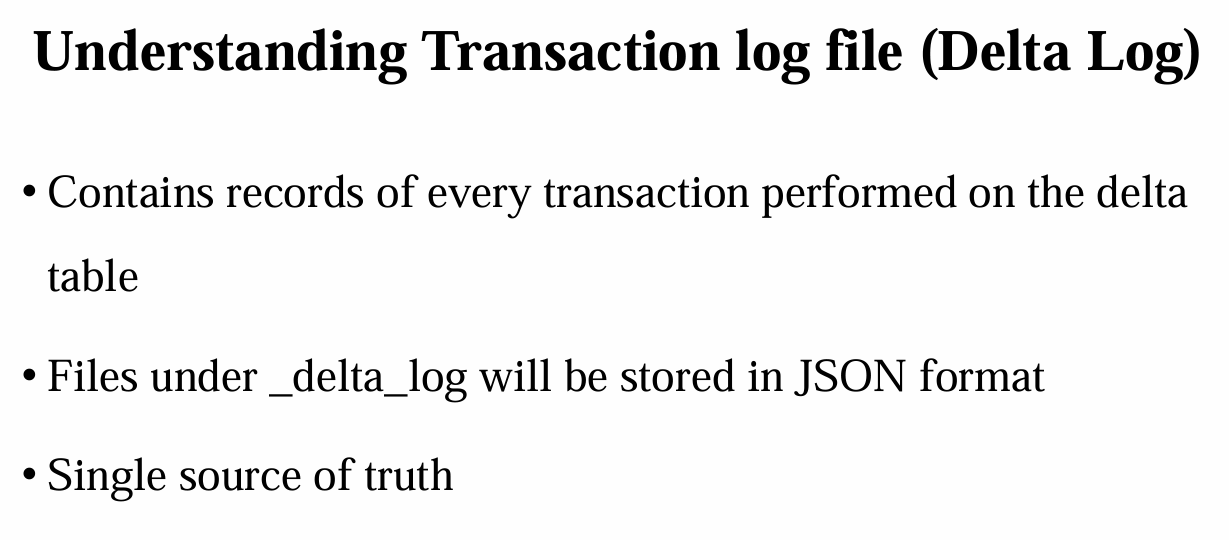 Understanding Transaction log file (Delta Log)
• Contains records of every transaction performed on the delta
table
• Files under _delta_log will be stored in JSON format
• Single source of truth